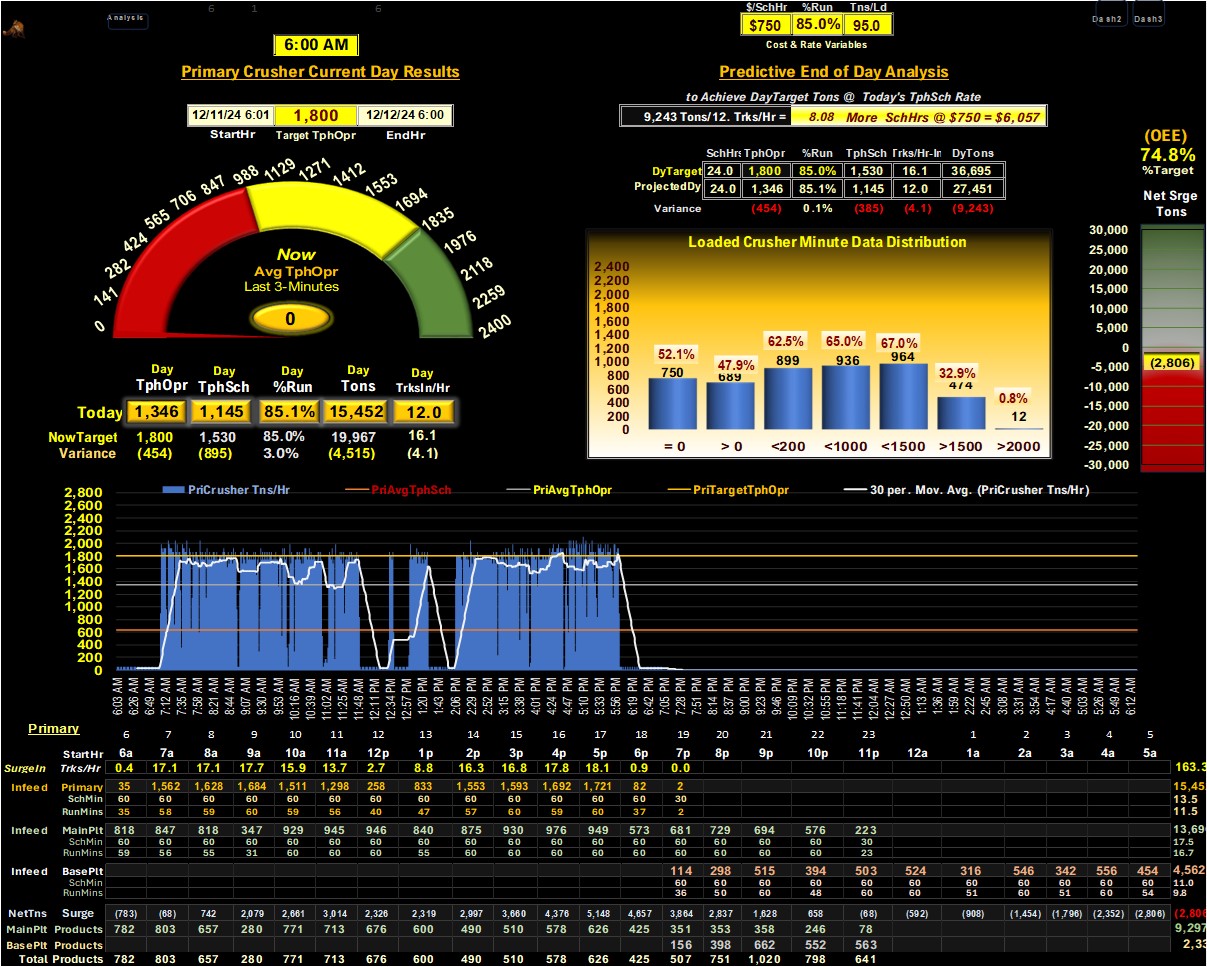 6 1 6
Analysis
$/SchHr %Run Tns/Ld
$750 85.0% 95.0
Cost & Rate Variables
Dash2 Dash3
6:00 AM
Primary Crusher Current Day Results
Predictive End of Day Analysis
12/11/24 6:01 1,800 12/12/24 6:00
StartHr Target TphOpr EndHr
to Achieve DayTarget Tons @ Today's TphSch Rate
9,243 Tons/12. Trks/Hr = 8.08 More SchHrs @ $750 = $6,057
SchHrs TphOpr %Run TphSch Trks/Hr-In DyTons
DyTarget 24.0 1,800 85.0% 1,530 16.1 36,695
ProjectedDy 24.0 1,346 85.1% 1,145 12.0 27,451
Variance (454) 0.1% (385) (4.1) (9,243)
(OEE)
74.8%
%Target
Net Srge
Tons
30,000
25,000
20,000
15,000
10,000
5,000
0
-5,000
-10,000
-15,000
-20,000
-25,000
-30,000
(2,806)
0 141 282 424 565 706 847 988 1129 1271 1412 1553 1694 1835 1976 2118 2259 2400
Now
Avg TphOpr
Last 3-Minutes
0
Loaded Crusher Minute Data Distribution
2,400
2,200
2,000
1,800
1,600
1,400
1,200
1,000
800
600
400
200
0
52.1% 47.9% 62.5% 65.0% 67.0% 32.9% 0.8%
750 689 899 936 964 474 12
= 0 > 0 <200 <1000 <1500 >1500 >2000
Day Day Day Day Day
TphOpr TphSch %Run Tons TrksIn/Hr
Today 1,346 1,145 85.1% 15,452 12.0
NowTarget 1,800 1,530 85.0% 19,967 16.1
Variance (454) (895) 3.0% (4,515) (4.1)
PriCrusher Tns/Hr PriAvgTphSch PriAvgTphOpr PriTargetTphOpr 30 per. Mov. Avg. (PriCrusher Tns/Hr)
2,800
2,600
2,400
2,200
2,000
1,800
1,600
1,400
1,200
1,000
800
600
400
200
0
6:03 AM 6:26 AM 6:49 AM 7:12 AM 7:35 AM 7:58 AM 8:21 AM 8:44 AM 9:07 AM 9:30 AM 9:53 AM 10:16 AM 10:39 AM 11:02 AM 11:25 AM 11:48 AM 12:11 PM 12:34 PM 12:57 PM 1:20 PM 1:43 PM 2:06 PM 2:29 PM 2:52 PM 3:15 PM 3:38 PM 4:01 PM 4:24 PM 4:47 PM 5:10 PM 5:33 PM 5:56 PM 6:19 PM 6:42 PM 7:05 PM 7:28 PM 7:51 PM 8:14 PM 8:37 PM 9:00 PM 9:23 PM 9:46 PM 10:09 PM 10:32 PM 10:55 PM 11:18 PM 11:41 PM 12:04 AM 12:27 AM 12:50 AM 1:13 AM 1:36 AM 1:59 AM 2:22 AM 2:45 AM 3:08 AM 3:31 AM 3:54 AM 4:17 AM 4:40 AM 5:03 AM 5:26 AM 5:49 AM 6:12 AM
Primary
6 7 8 9 10 11 12 13 14 15 16 17 18 19 20 21 22 23 1 2 3 4 5
StartHr 6a 7a 8a 9a 10a 11a 12p 1p 2p 3p 4p 5p 6p 7p 8p 9p 10p 11p 12a 1a 2a 3a 4a 5a
SurgeIn Trks/Hr 0.4 17.1 17.1 17.7 15.9 13.7 2.7 8.8 16.3 16.8 17.8 18.1 0.9 0.0 163.3
Infeed Primary 35 1,562 1,628 1,684 1,511 1,298 258 833 1,553 1,593 1,692 1,721 82 2 15,45
SchMin 60 60 60 60 60 60 60 60 60 60 60 60 60 30 13.5
RunMins 35 58 59 60 59 56 40 47 57 60 59 60 37 2 11.5
Infeed MainPlt 818 847 818 347 929 945 946 840 875 930 976 949 573 681 729 694 576 223 13,69
SchMin 60 60 60 60 60 60 60 60 60 60 60 60 60 60 60 60 60 30 17.5
RunMins 59 56 55 31 60 60 60 55 60 60 60 60 60 60 60 60 60 23 16.7
Infeed BasePlt 114 298 515 394 503 524 316 546 342 556 454 4,562
SchMin 60 60 60 60 60 60 60 60 60 60 60 11.0
RunMins 36 50 60 48 60 60 51 60 51 60 54 9.8
NetTns Surge (783) (68) 742 2,079 2,661 3,014 2,326 2,319 2,997 3,660 4,376 5,148 4,657 3,864 2,837 1,628 658 (68) (592) (908) (1,454) (1,796) (2,352) (2,806) (2,806
MainPlt Products 782 803 657 280 771 713 676 600 490 510 578 626 425 351 353 358 246 78 9,297
BasePlt Products 156 398 662 552 563 2,33
Total Products 782 803 657 280 771 713 676 600 490 510 578 626 425 507 751 1,020 798 641